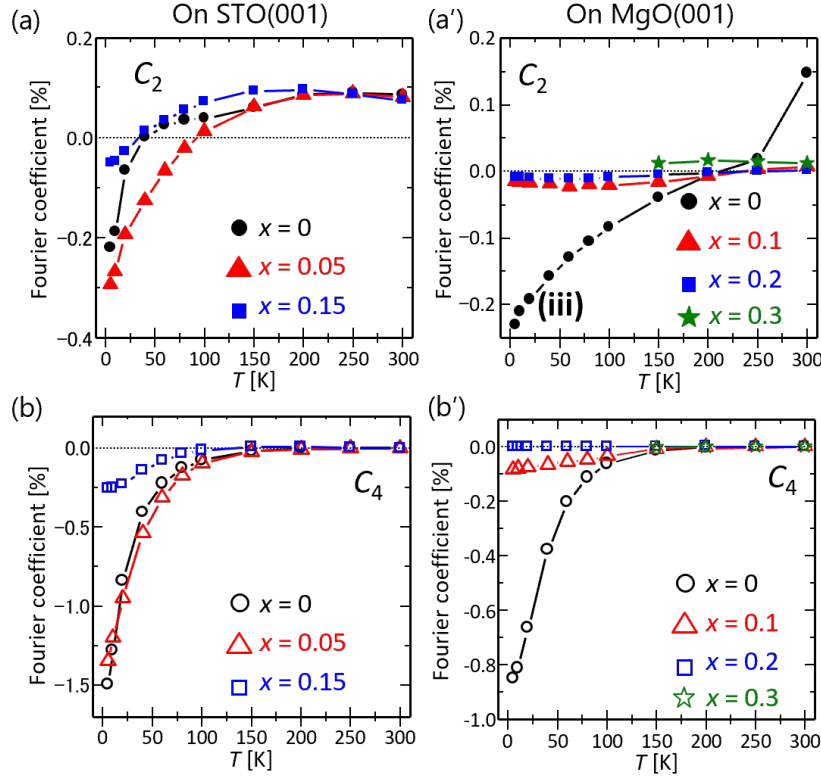 On STO(001)
(a)
C2
Fourier coefficient [%]
0.2
0.0
−0.2
−0.4
x = 0
x = 0.05
x = 0.15
0 50 100 150 200 250 300
T [K]
On MgO(001)
(a′)
C2
Fourier coefficient [%]
0.2
0.1
0.0
−0.1
−0.2
(iii)
x = 0
x = 0.1
x = 0.2
x = 0.3
0 50 100 150 200 250 300
T [K]
(b)
C4
Fourier coefficient [%]
0.0
−0.5
−1.0
−1.5
x = 0
x = 0.05
x = 0.15
0 50 100 150 200 250 300
T [K]
(b′)
C4
Fourier coefficient [%]
0.0
-0.2
-0.4
-0.6
-0.8
-1.0
x = 0
x = 0.1
x = 0.2
x = 0.3
0 50 100 150 200 250 300
T [K]